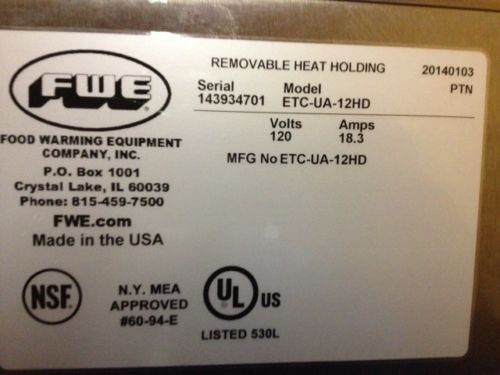 FWE
®
FOOD WARMING EQUIPMENT
COMPANY, INC.
P.O. Box 1001
Crystal Lake, IL 60039
Phone: 815-459-7500
FWE.com
Made in the USA
REMOVABLE HEAT HOLDING 20140103
Serial Model PTN
143934701 ETC-UA-12HD
Volts Amps
120 18.3
MFG No ETC-UA-12HD
NSF.
N.Y. MEA
APPROVED
#60-94-E
UL US
LISTED 530L